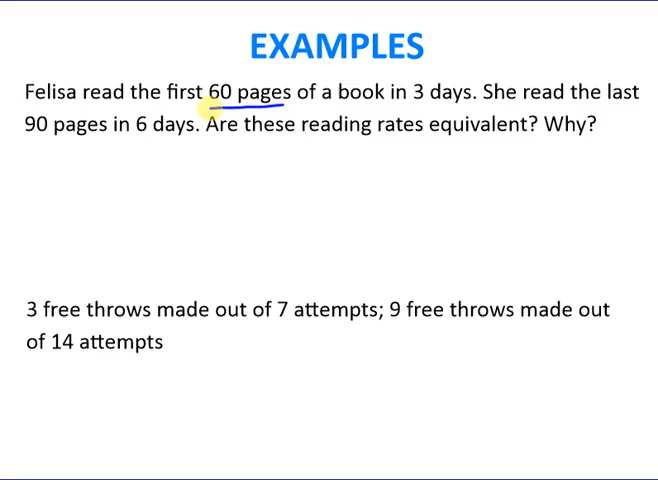 EXAMPLES
Felisa read the first 60 pages of a book in 3 days. She read the last
90 pages in 6 days. Are these reading rates equivalent? Why?
3 free throws made out of 7 attempts; 9 free throws made out
of 14 attempts